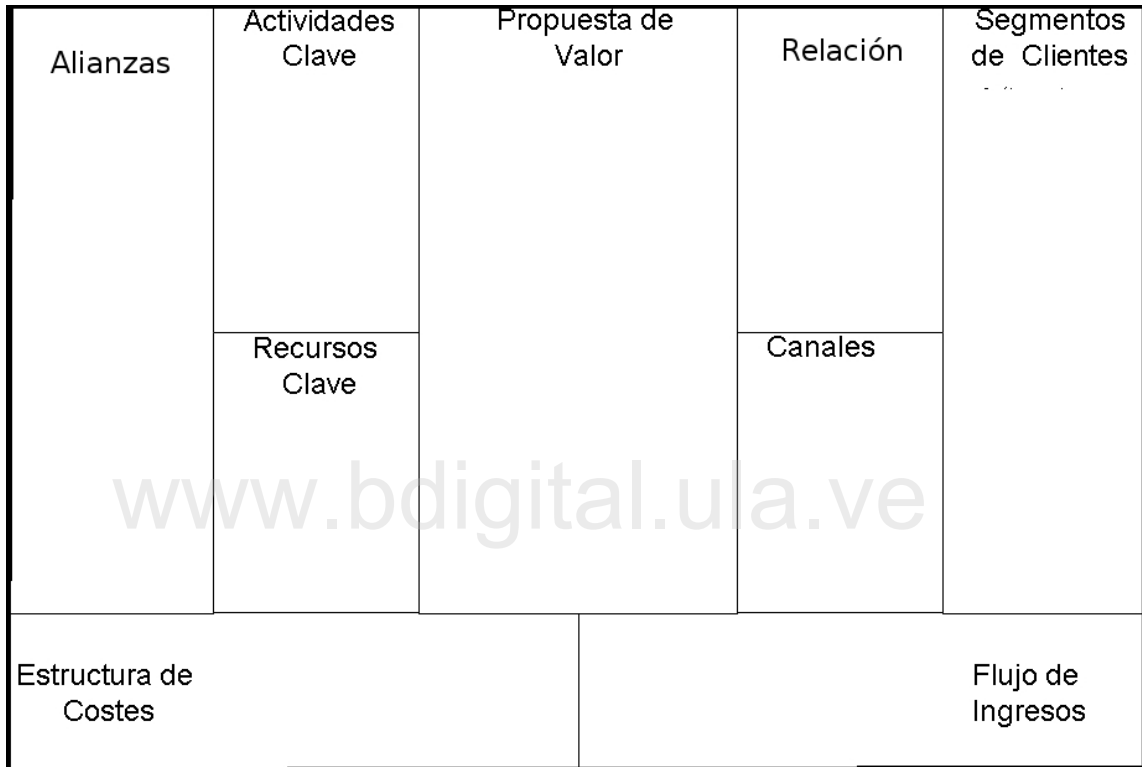 Alianzas
Actividades
Clave
Propuesta de
Valor
Relación
Segmentos
de Clientes
Recursos
Clave
Canales
www.bdigital.ula.ve
Estructura de
Costes
Flujo de
Ingresos